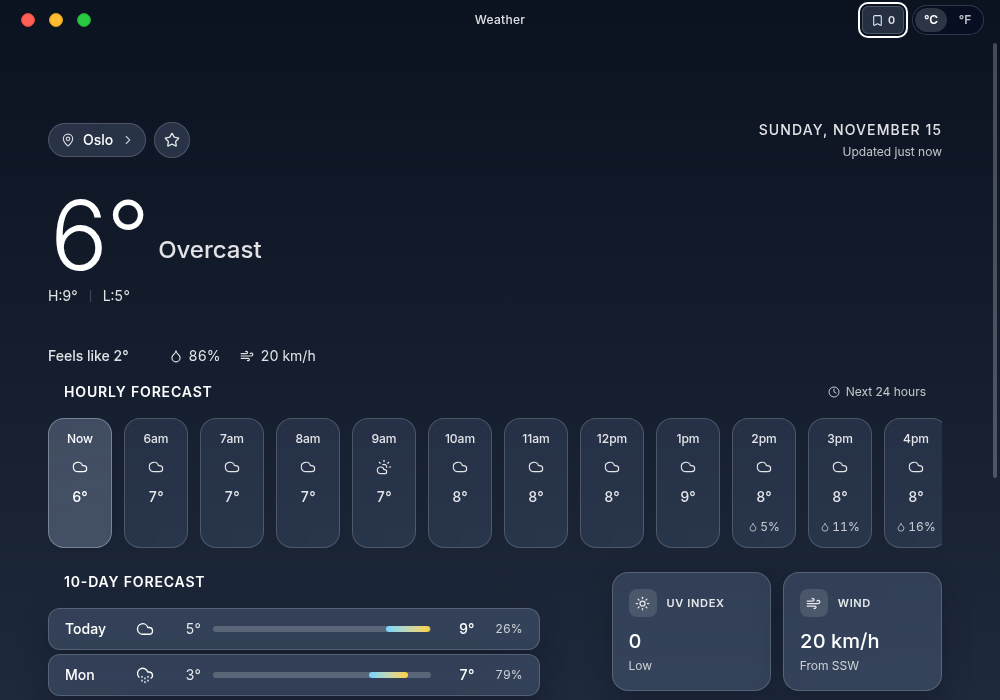 Weather
0
°C °F
Oslo
SUNDAY, NOVEMBER 15
Updated just now
6° Overcast
H:9° L:5°
Feels like 2° 86% 20 km/h
HOURLY FORECAST
Next 24 hours
Now 6am 7am 8am 9am 10am 11am 12pm 1pm 2pm 3pm 4pm
6° 7° 7° 7° 7° 8° 8° 8° 9° 8° 8° 8°
5% 11% 16%
10-DAY FORECAST
Today 5° 9° 26%
Mon 3° 7° 79%
UV INDEX
0
Low
WIND
20 km/h
From SSW